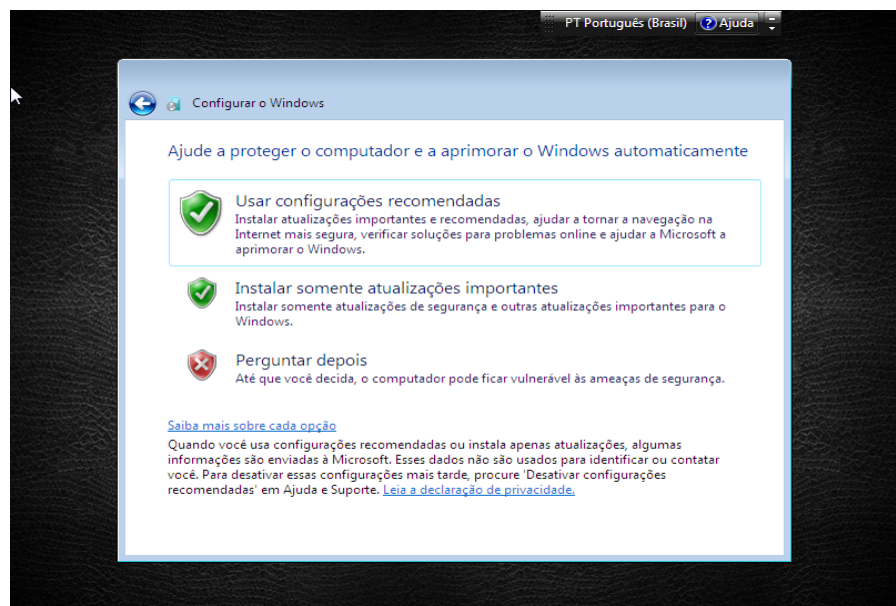 PT Português (Brasil) Ajuda
Configurar o Windows
Ajude a proteger o computador e a aprimorar o Windows automaticamente
Usar configurações recomendadas
Instalar atualizações importantes e recomendadas, ajudar a tornar a navegação na
Internet mais segura, verificar soluções para problemas online e ajudar a Microsoft a
aprimorar o Windows.
Instalar somente atualizações importantes
Instalar somente atualizações de segurança e outras atualizações importantes para o
Windows.
Perguntar depois
Até que você decida, o computador pode ficar vulnerável às ameaças de segurança.
Saiba mais sobre cada opção
Quando você usa configurações recomendadas ou instala apenas atualizações, algumas
informações são enviadas à Microsoft. Esses dados não são usados para identificar ou contatar
você. Para desativar essas configurações mais tarde, procure 'Desativar configurações
recomendadas' em Ajuda e Suporte. Leia a declaração de privacidade.